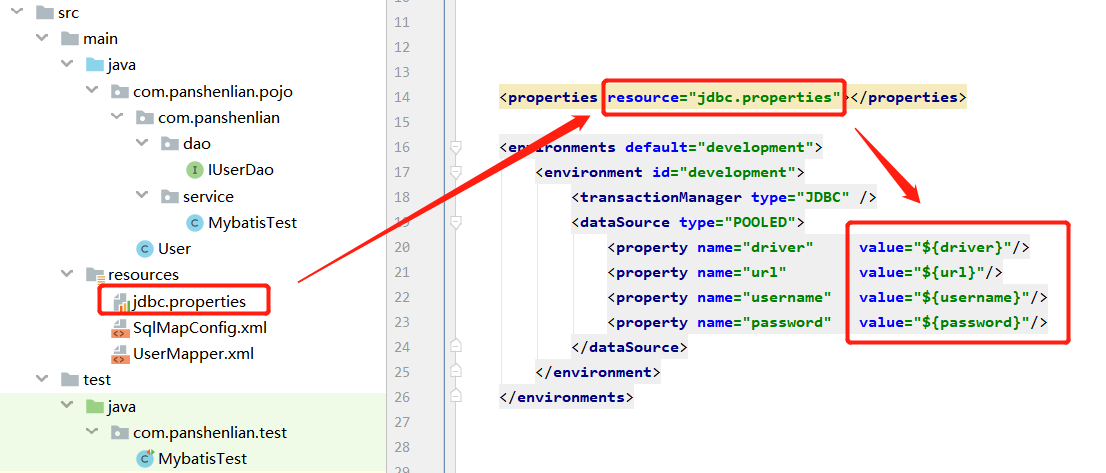 src
main
java
com.panshenlian.pojo
com.panshenlian
dao
IUserDao
service
MybatisTest
User
resources
jdbc.properties
SqlMapConfig.xml
UserMapper.xml
test
java
com.panshenlian.test
MybatisTest
11
12
13
14 <properties resource="jdbc.properties"></properties>
15
16 <environments default="development">
17 <environment id="development">
18 <transactionManager type="JDBC" />
19 <dataSource type="POOLED">
20 <property name="driver" value="${driver}"/>
21 <property name="url" value="${url}"/>
22 <property name="username" value="${username}"/>
23 <property name="password" value="${password}"/>
24 </dataSource>
25 </environment>
26 </environments>
27
28